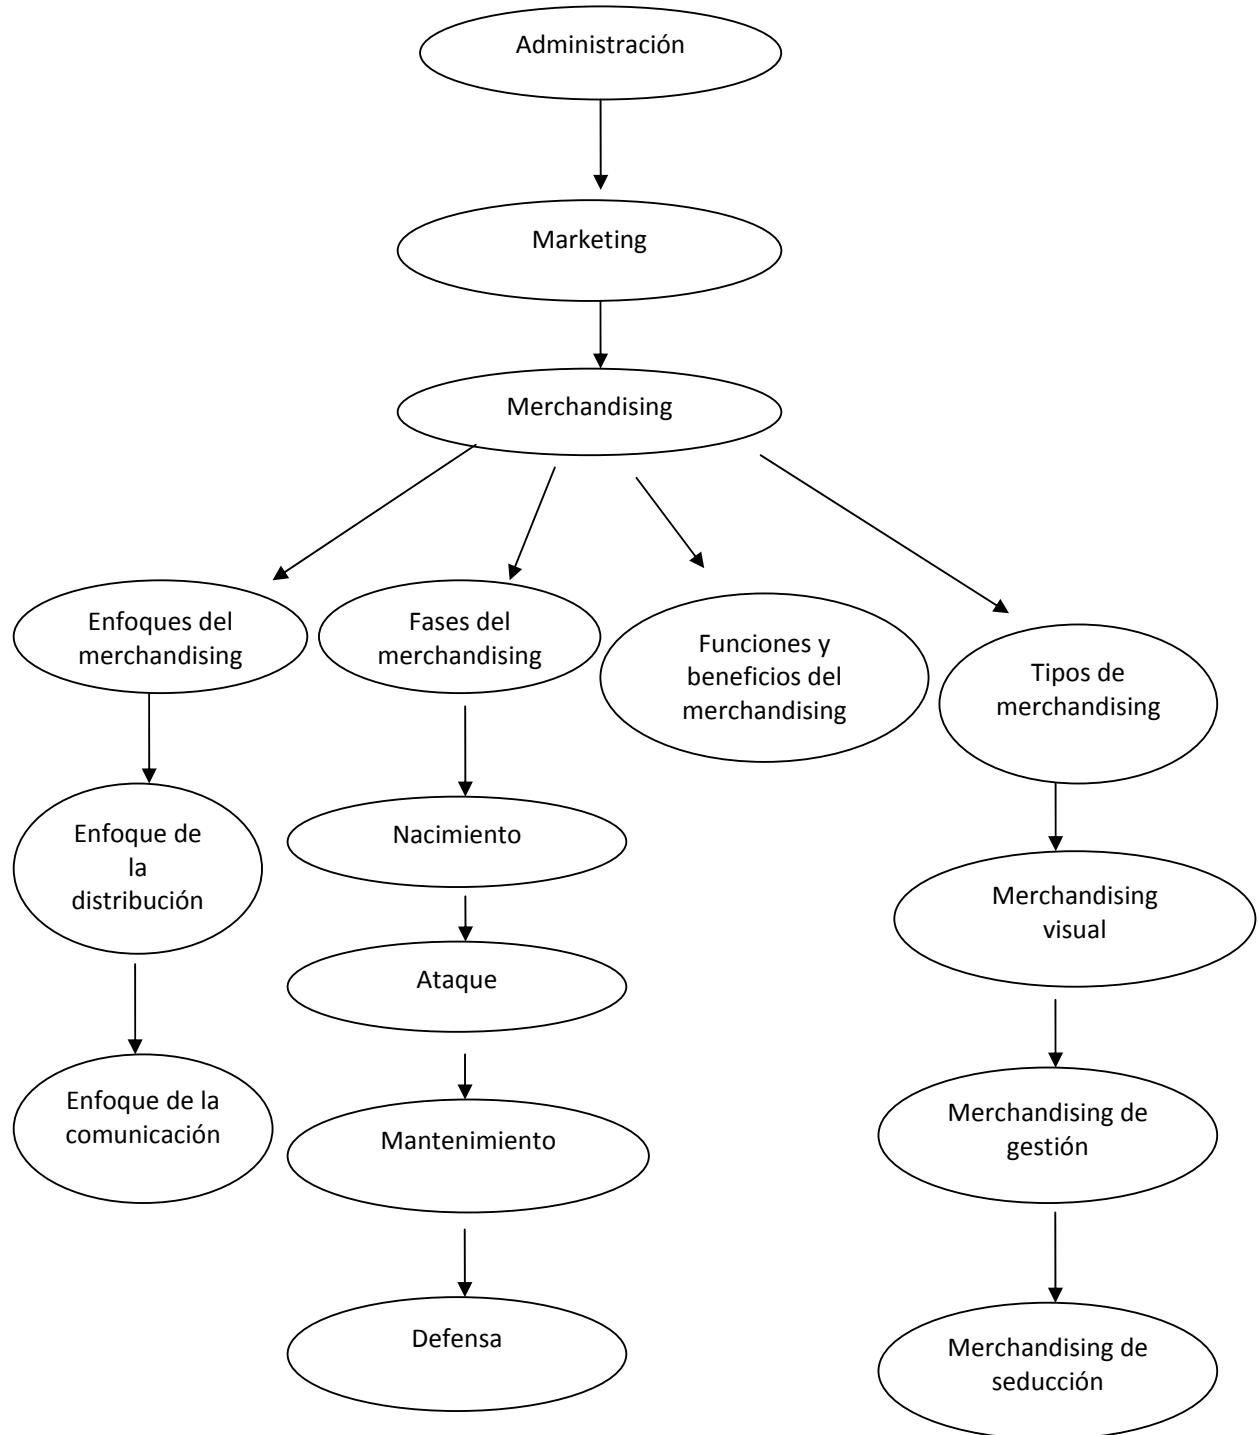 Administración
Marketing
Merchandising
Enfoques del
merchandising
Fases del
merchandising
Funciones y
beneficios del
merchandising
Tipos de
merchandising
Enfoque de
la
distribución
Nacimiento
Merchandising
visual
Ataque
Enfoque de la
comunicación
Mantenimiento
Merchandising de
gestión
Defensa
Merchandising de
seducción